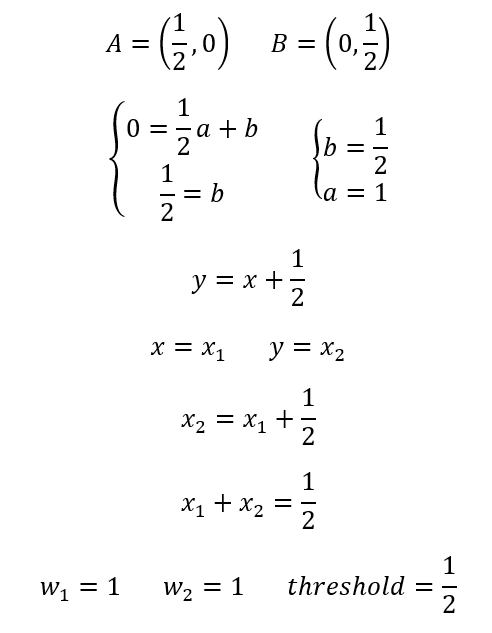 A = (1/2, 0) B = (0, 1/2)
{0 = 1/2 a + b {b = 1/2
1/2 = b a = 1
y = x + 1/2
x = x₁ y = x₂
x₂ = x₁ + 1/2
x₁ + x₂ = 1/2
w₁ = 1 w₂ = 1 threshold = 1/2